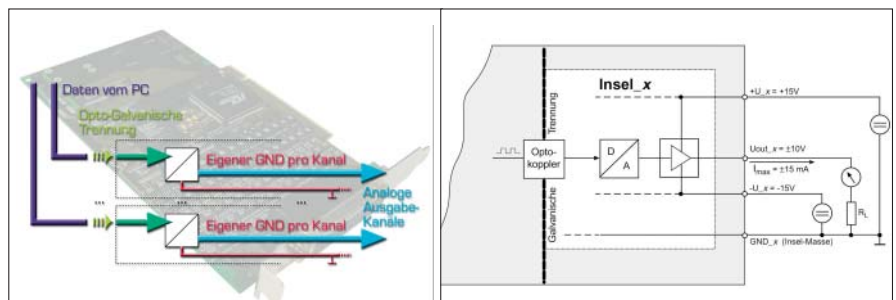 Daten vom PC
Opto-Galvanische
Trennung
Eigener GND pro Kanal
Analoge
Ausgabe-
Kanäle
...
...
...
Eigener GND pro Kanal
Insel_x
Galvanische Trennung
Opto-
koppler
D
A
+U_x = +15V
Uout_x = ±10V
Imax = ±15 mA
-U_x = -15V
RL
GND_x (Insel-Masse)